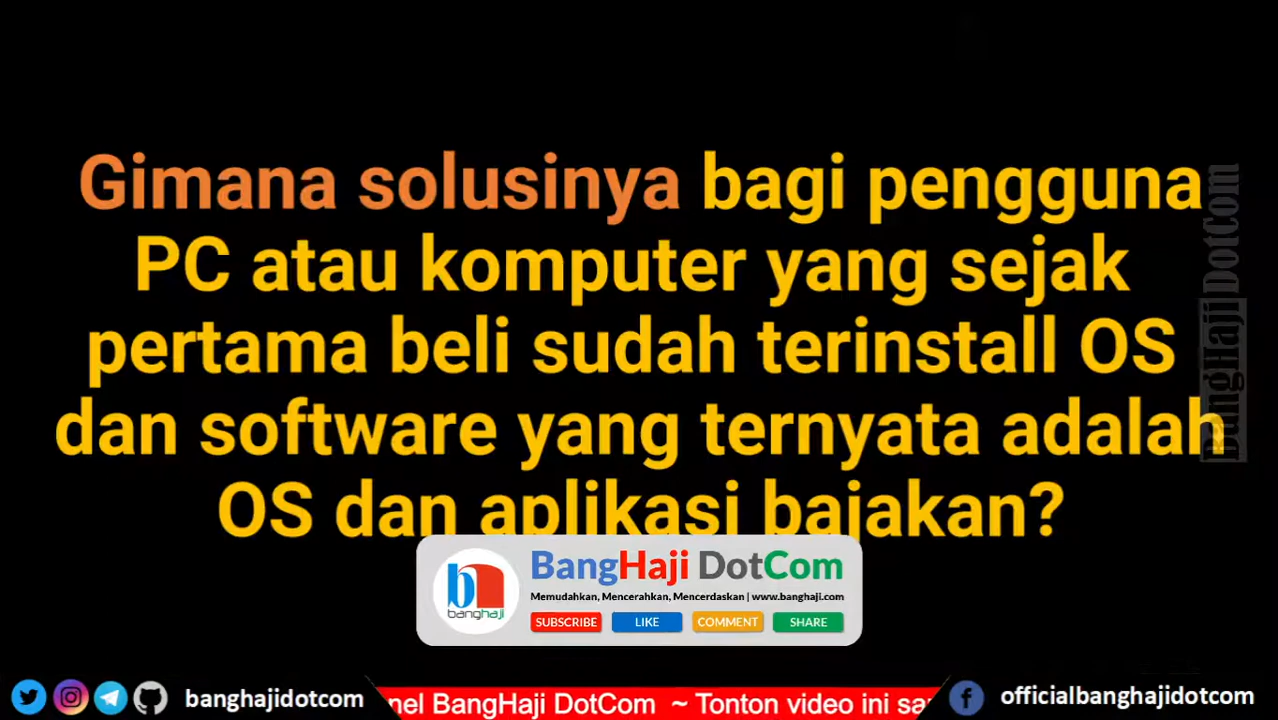 Gimana solusinya bagi pengguna
PC atau komputer yang sejak
pertama beli sudah terinstall OS
dan software yang ternyata adalah
OS dan aplikasi bajakan?
BangHaji DotCom
BangHaji DotCom
Memudahkan, Mencerahkan, Mencerdaskan | www.banghaji.com
banghaji
SUBSCRIBE LIKE COMMENT SHARE
banghajidotcom
nel BangHaji DotCom ~ Tonton video ini sa
officialbanghajidotcom